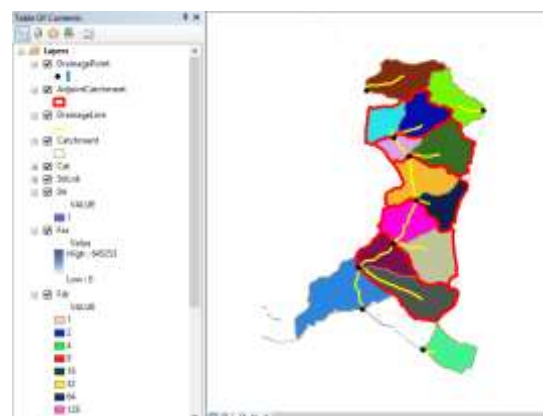 Table Of Contents
Layers
DrainagePoint
AdjointCatchment
DrainageLine
Catchment
Cat
StrLnk
Str
VALUE
1
Fac
Value
High : 645253
Low : 0
Fdr
VALUE
1
2
4
8
16
32
64
128